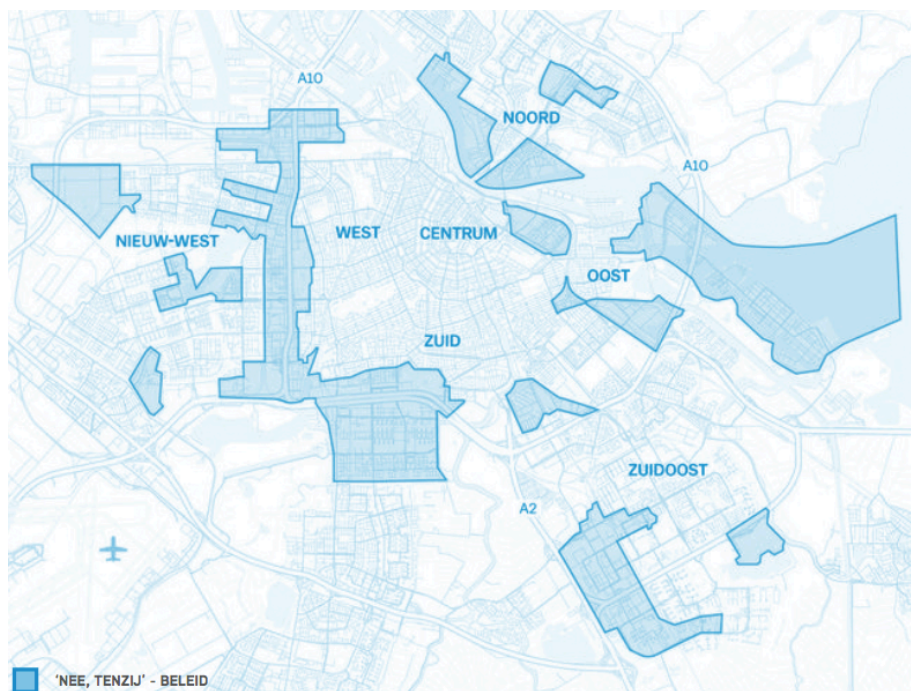 A10
NOORD
A10
NIEUW-WEST
WEST
CENTRUM
OOST
ZUID
ZUIDOOST
A2
'NEE, TENZIJ' - BELEID